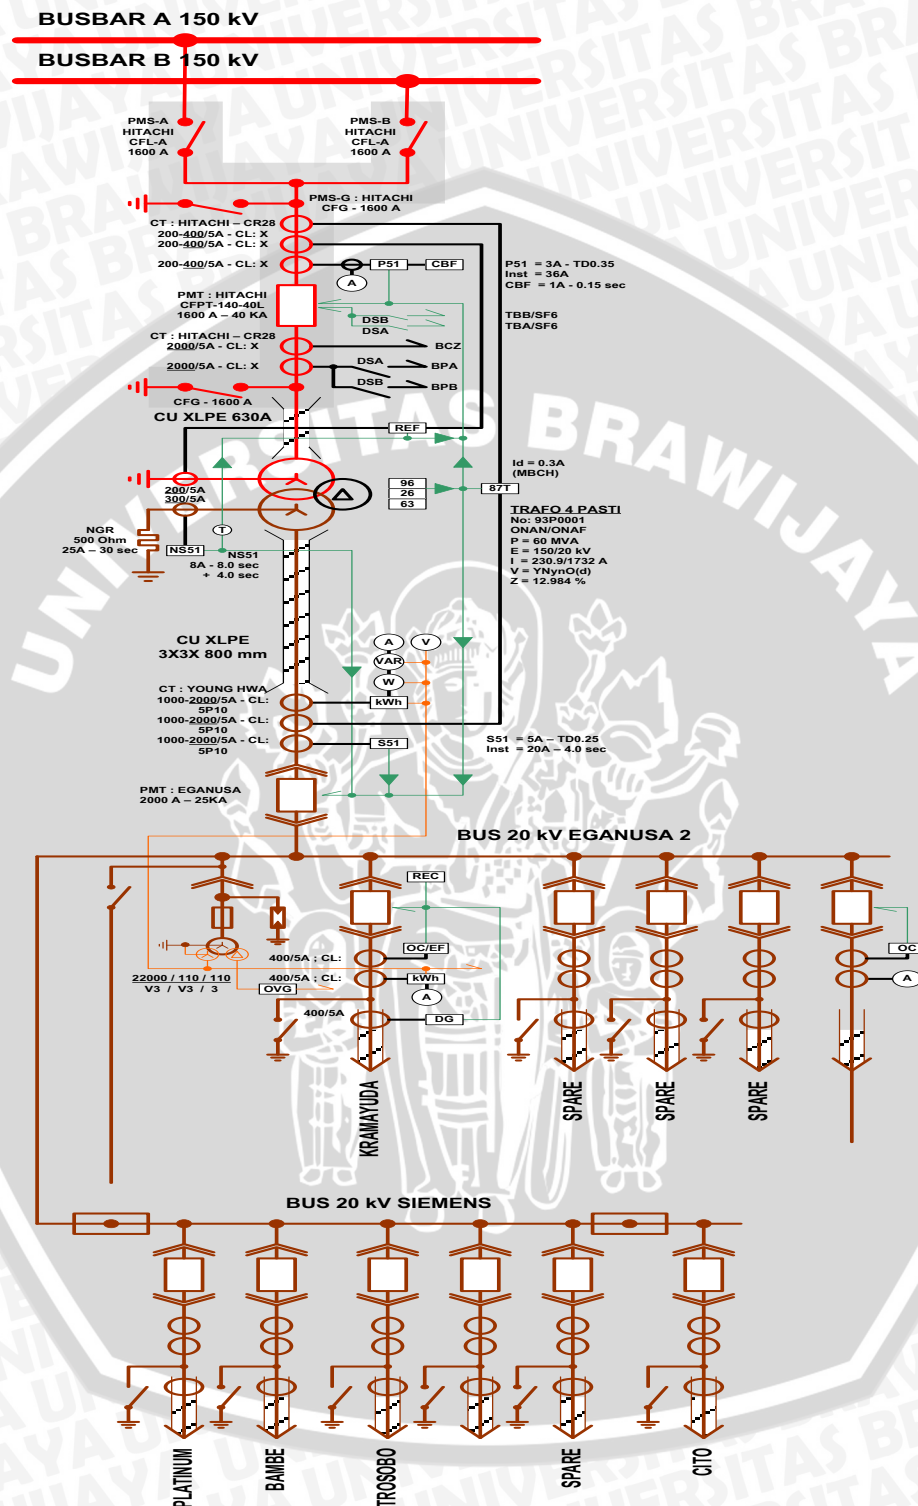 BUSBAR A 150 kV
BUSBAR B 150 kV
PMS-A
HITACHI
CFL-A
1600 A
PMS-B
HITACHI
CFL-A
1600 A
PMS-G : HITACHI
CFG - 1600 A
CT : HITACHI – CR28
200-400/5A - CL: X
200-400/5A - CL: X
200-400/5A - CL: X
P51
CBF
A
P51 = 3A - TD0.35
Inst = 36A
CBF = 1A - 0.15 sec
PMT : HITACHI
CFPT-140-40L
1600 A – 40 KA
DSB
DSA
TBB/SF6
TBA/SF6
CT : HITACHI – CR28
2000/5A - CL: X
BCZ
2000/5A - CL: X
DSA
BPA
DSB
BPB
CFG - 1600 A
CU XLPE 630A
REF
UNIVERSITAS BRAWIJAYA
Id = 0.3A
(MBCH)
96
26
63
87T
200/5A
300/5A
TRAFO 4 PASTI
No: 93P0001
ONAN/ONAF
P = 60 MVA
E = 150/20 kV
I = 230.9/1732 A
V = YNynO(d)
Z = 12.984 %
NGR
500 Ohm
25A – 30 sec
T
NS51
NS51
8A - 8.0 sec
+ 4.0 sec
CU XLPE
3X3X 800 mm
A
V
VAR
W
kWh
CT : YOUNG HWA
1000-2000/5A - CL:
5P10
1000-2000/5A - CL:
5P10
1000-2000/5A - CL:
5P10
S51
S51 = 5A – TD0.25
Inst = 20A – 4.0 sec
PMT : EGANUSA
2000 A – 25KA
BUS 20 kV EGANUSA 2
REC
OC/EF
OC
400/5A ; CL:
400/5A ; CL:
kWh
A
A
22000 / 110 / 110
V3 / V3 / 3
OVG
400/5A
DG
KRAMAYUDA
SPARE
SPARE
SPARE
BUS 20 kV SIEMENS
PLATINUM
BAMBE
TROSOBO
SPARE
CITO